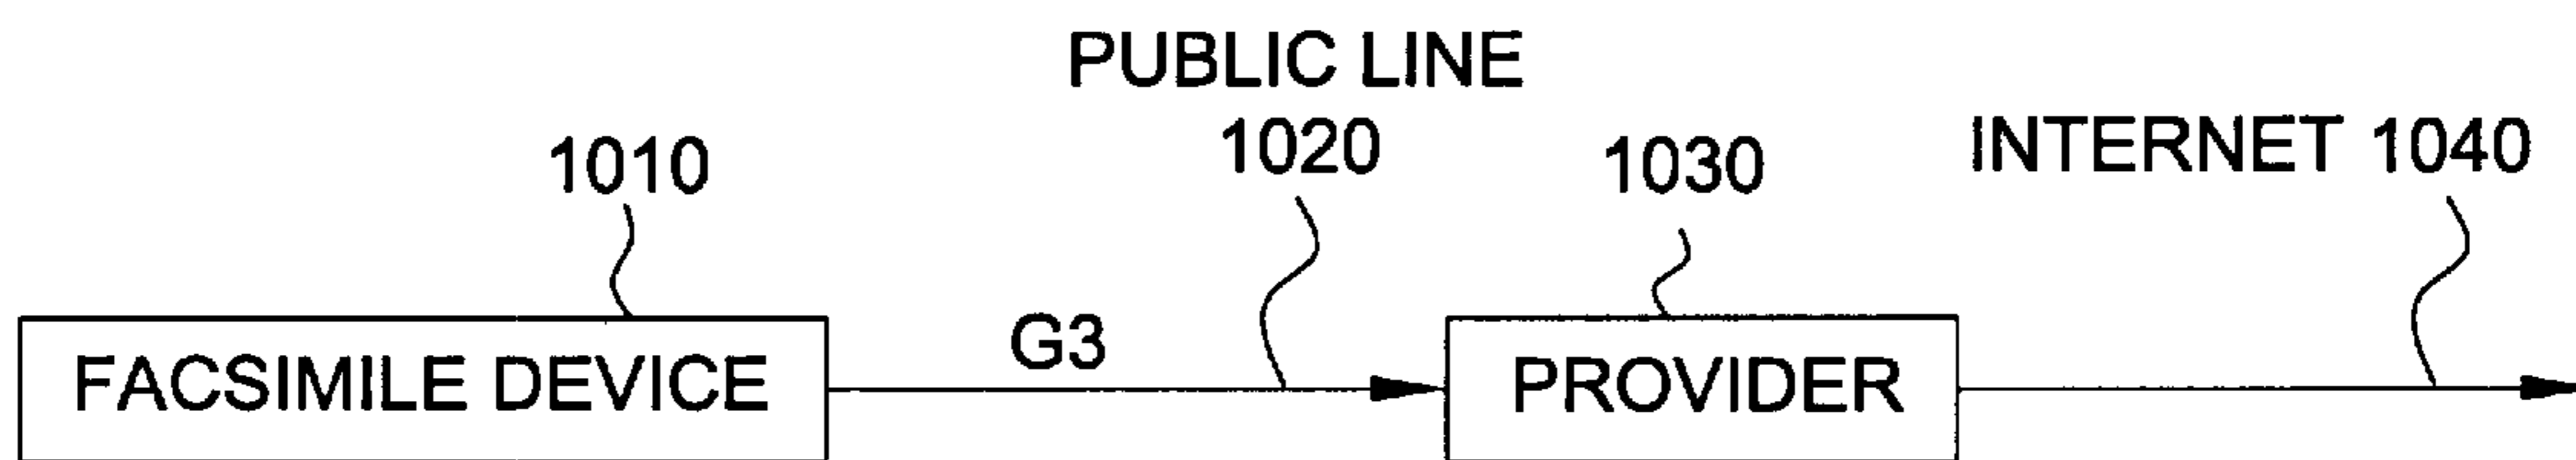 PUBLIC LINE
1010
1020
1030
INTERNET 1040
G3
FACSIMILE DEVICE
PROVIDER